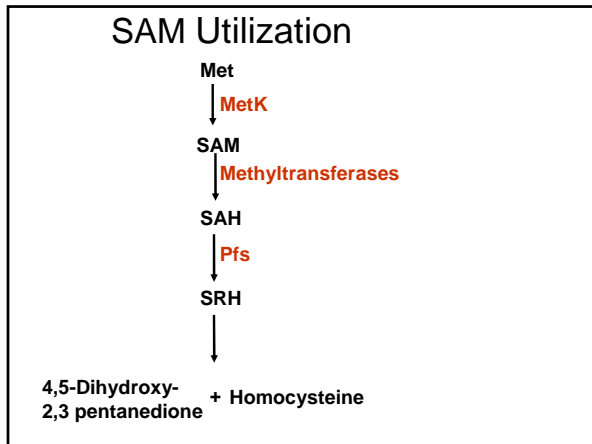 SAM Utilization
Met
MetK
SAM
Methyltransferases
SAH
Pfs
SRH
4,5-Dihydroxy-
2,3 pentanedione + Homocysteine